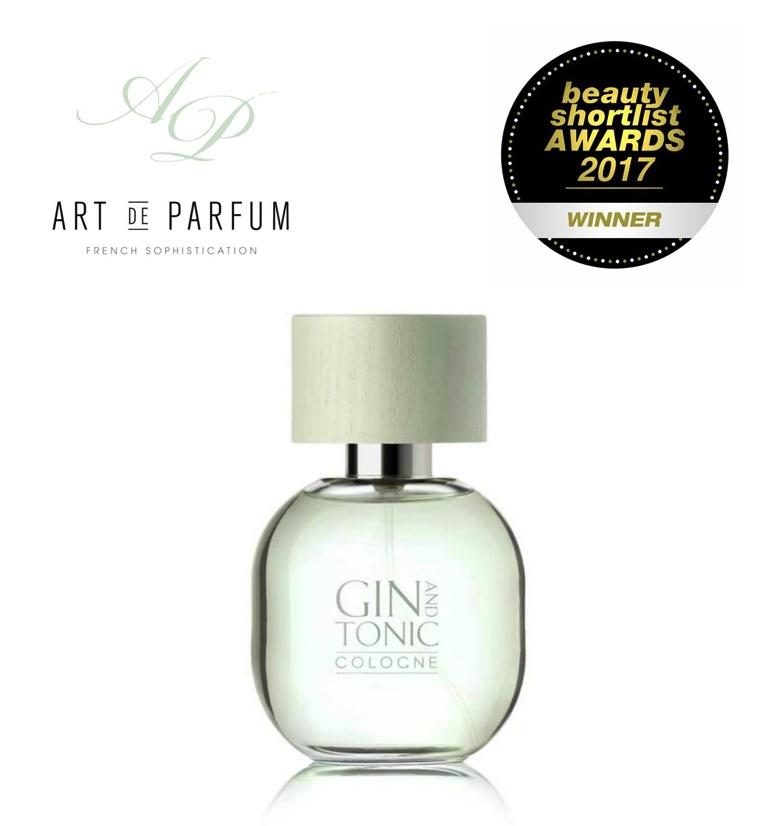 AP
ART DE PARFUM
FRENCH SOPHISTICATION
beauty
shortlist
AWARDS
2017
WINNER
GIN AND
TONIC
COLOGNE